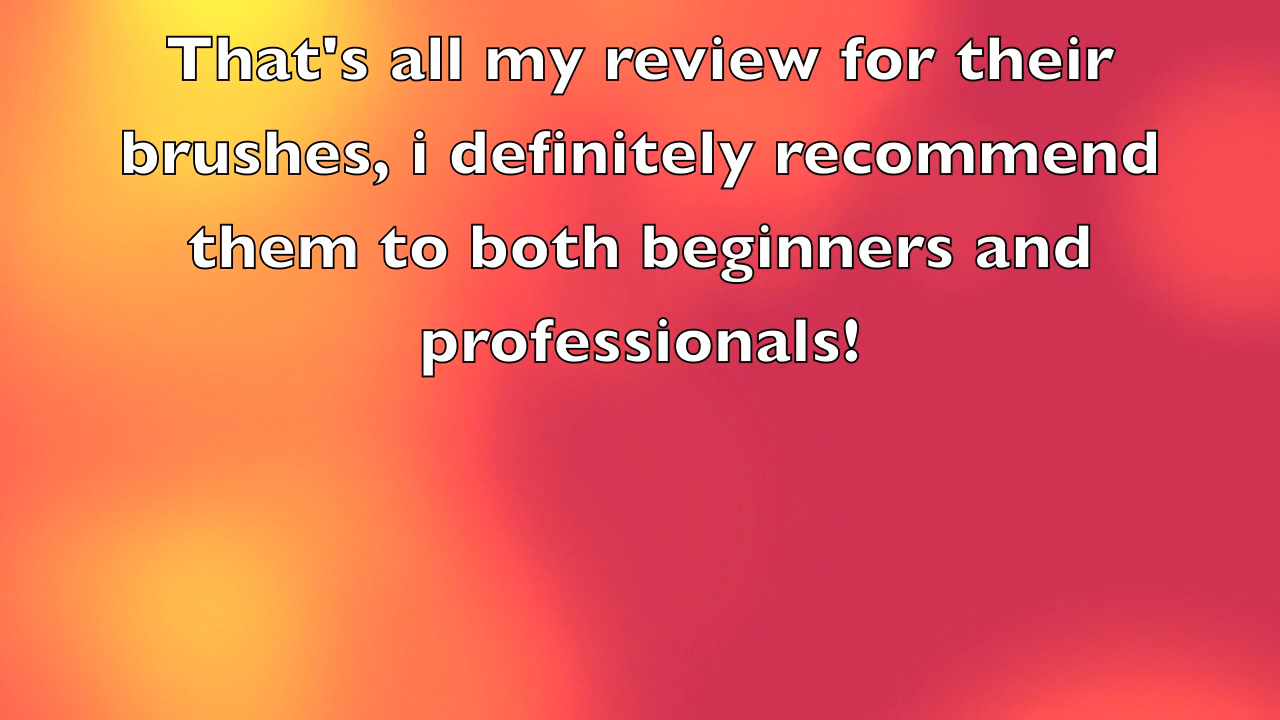 That's all my review for their
brushes, i definitely recommend
them to both beginners and
professionals!